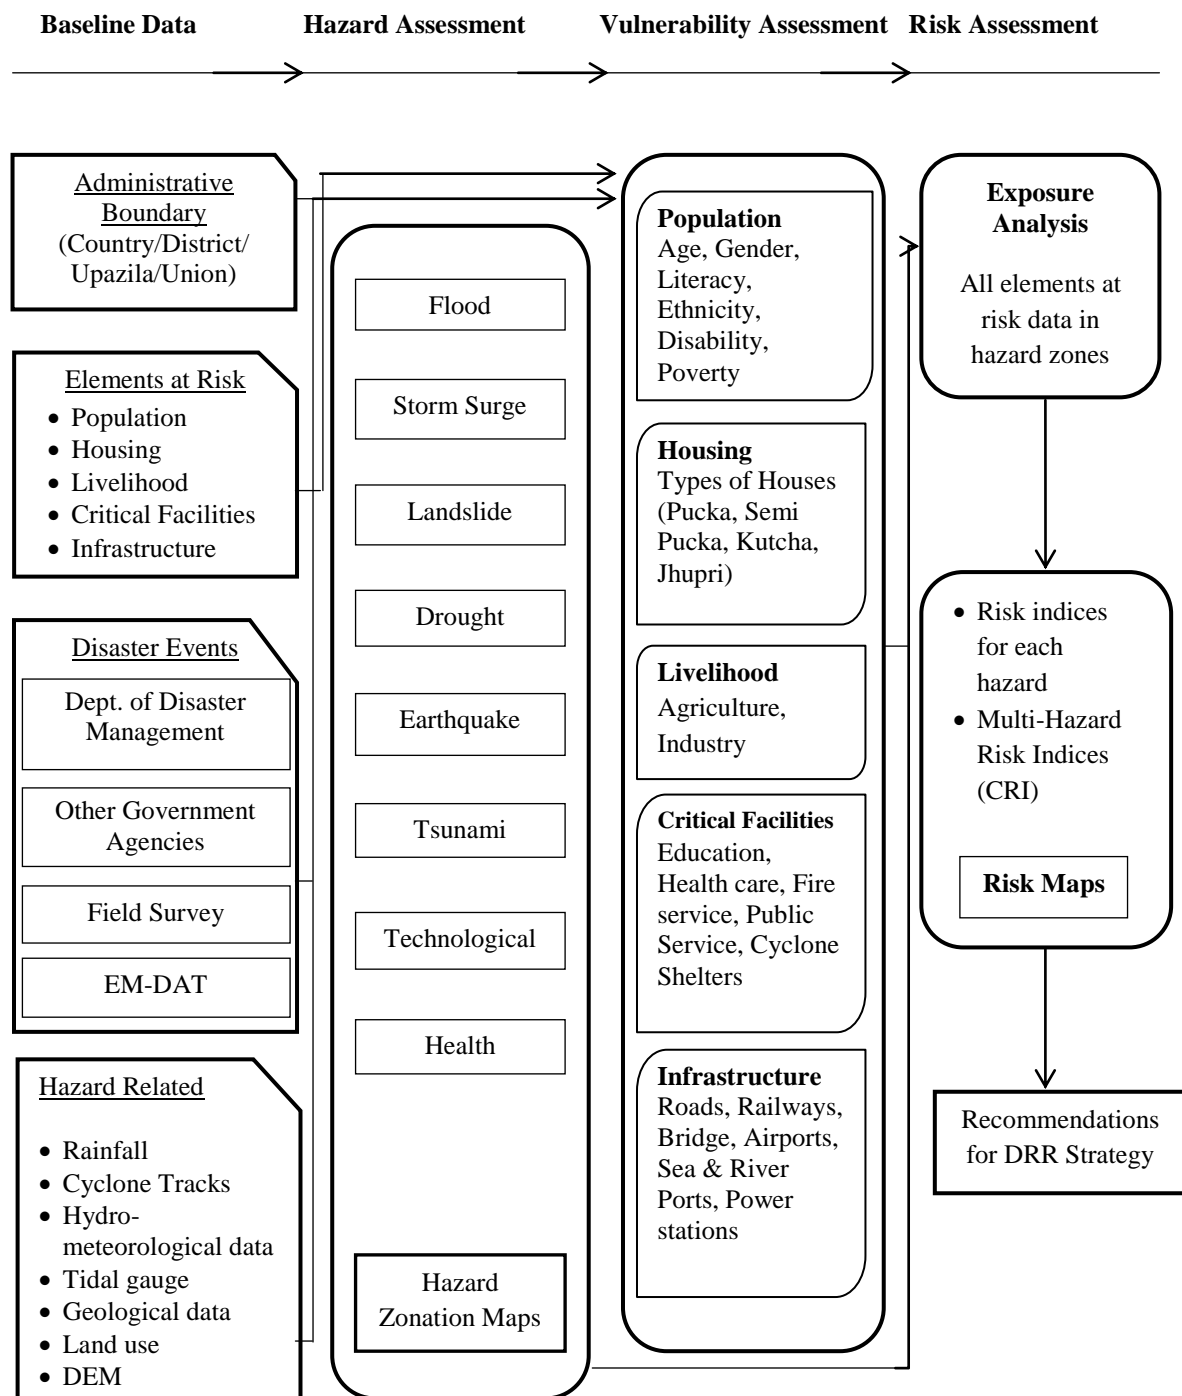 Baseline Data
Hazard Assessment
Vulnerability Assessment
Risk Assessment
Administrative
Boundary
(Country/District/
Upazila/Union)
Elements at Risk
• Population
• Housing
• Livelihood
• Critical Facilities
• Infrastructure
Disaster Events
Dept. of Disaster
Management
Other Government
Agencies
Field Survey
EM-DAT
Hazard Related
• Rainfall
• Cyclone Tracks
• Hydro-
meteorological data
• Tidal gauge
• Geological data
• Land use
• DEM
Flood
Storm Surge
Landslide
Drought
Earthquake
Tsunami
Technological
Health
Hazard
Zonation Maps
Population
Age, Gender,
Literacy,
Ethnicity,
Disability,
Poverty
Housing
Types of Houses
(Pucka, Semi
Pucka, Kutcha,
Jhupri)
Livelihood
Agriculture,
Industry
Critical Facilities
Education,
Health care, Fire
service, Public
Service, Cyclone
Shelters
Infrastructure
Roads, Railways,
Bridge, Airports,
Sea & River
Ports, Power
stations
Exposure
Analysis
All elements at
risk data in
hazard zones
• Risk indices
for each
hazard
• Multi-Hazard
Risk Indices
(CRI)
Risk Maps
Recommendations
for DRR Strategy